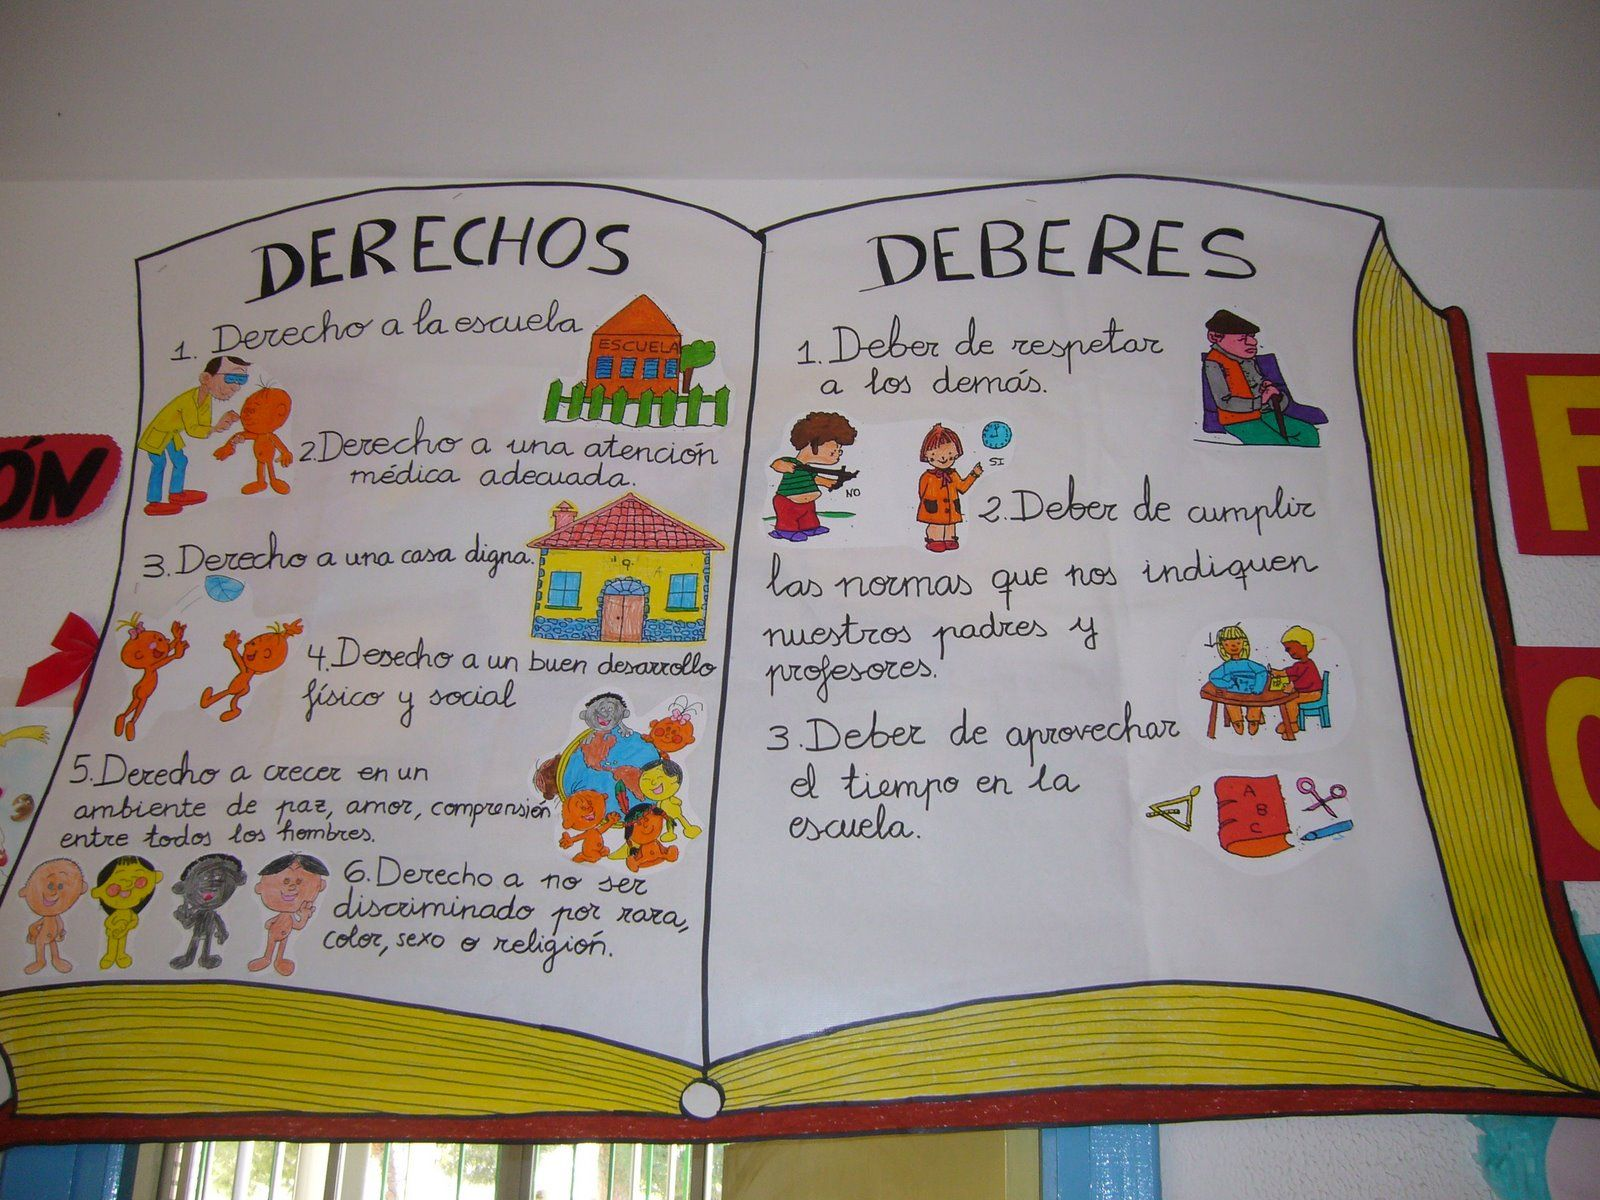 DERECHOS
1. Derecho a la escuela
ESCUELA
2. Derecho a una atención
médica adecuada.
3. Derecho a una casa digna.
4. Desecho a un buen desarrollo
físico y social
5. Derecho a crecer en un
ambiente de paz, amor, comprensión
entre todos los hombres.
6. Derecho a no ser
discriminado por raza,
color, sexo o religión.
DEBERES
1. Deber de respetar
a los demás.
NO
SI
2. Deber de cumplir
las normas que nos indiquen
nuestros padres y
profesores.
3. Deber de aprovechar
el tiempo en la
escuela.
A
B
C
ÓN